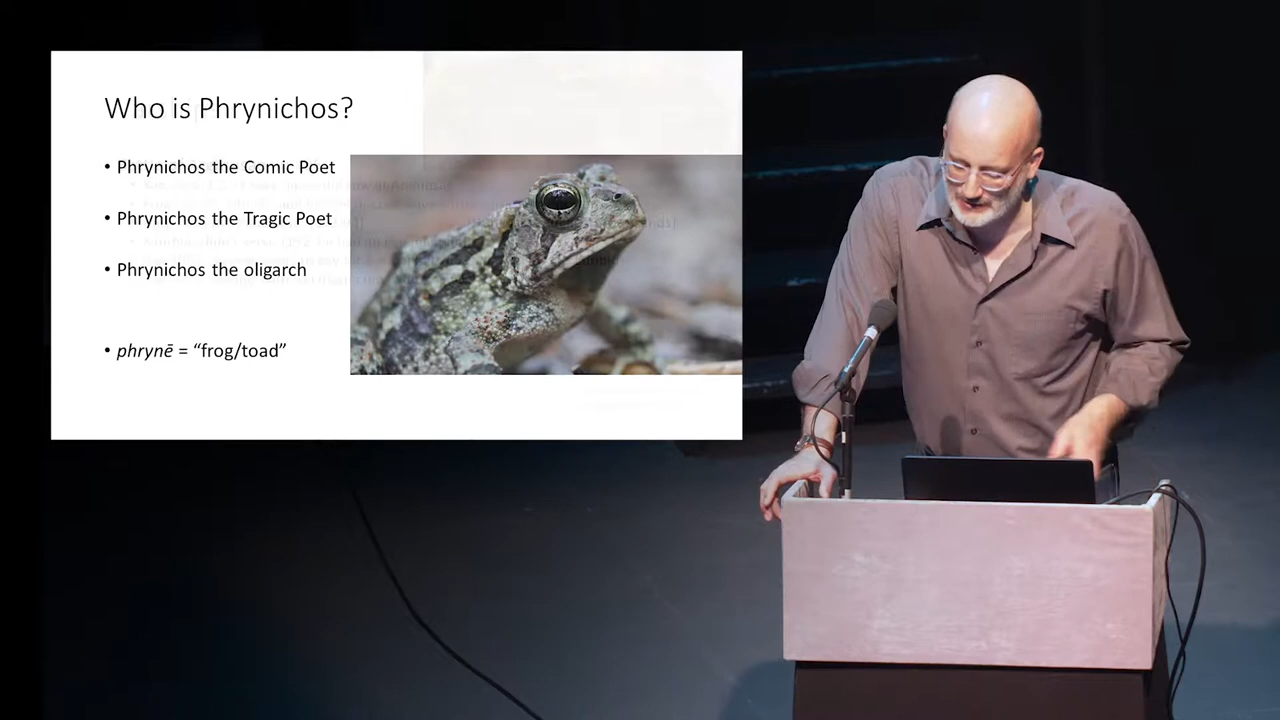 Who is Phrynichos?
• Phrynichos the Comic Poet
• Phrynichos the Tragic Poet
• Phrynichos the oligarch
• phrynē = “frog/toad”